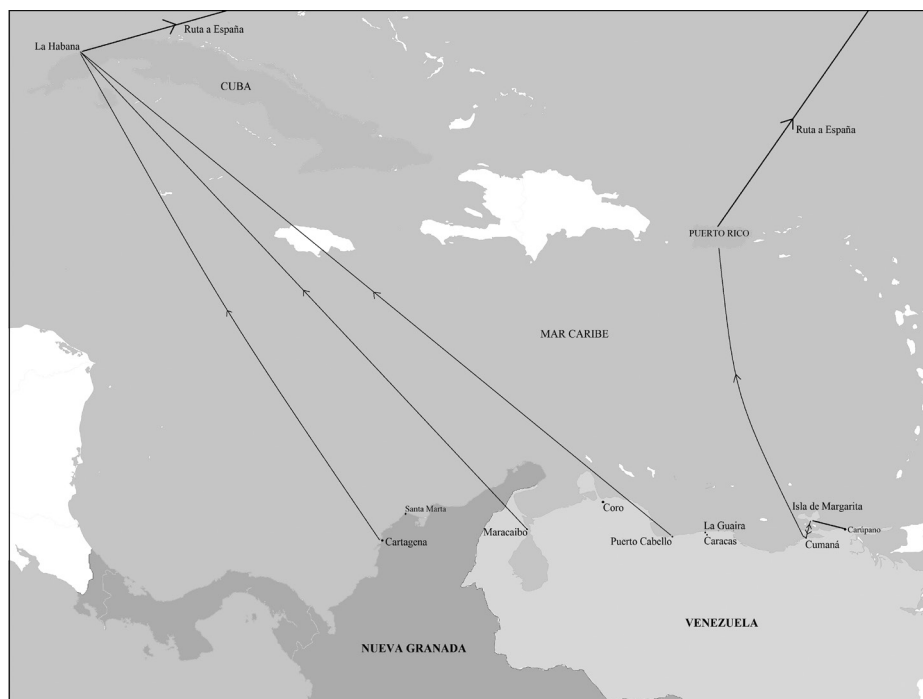 Ruta a España
La Habana
CUBA
Ruta a España
PUERTO RICO
MAR CARIBE
Coro
Isla de Margarita
Santa Marta
La Guaira
Carúpano
Cartagena
Maracaibo
Puerto Cabello
Caracas
Cumaná
VENEZUELA
NUEVA GRANADA